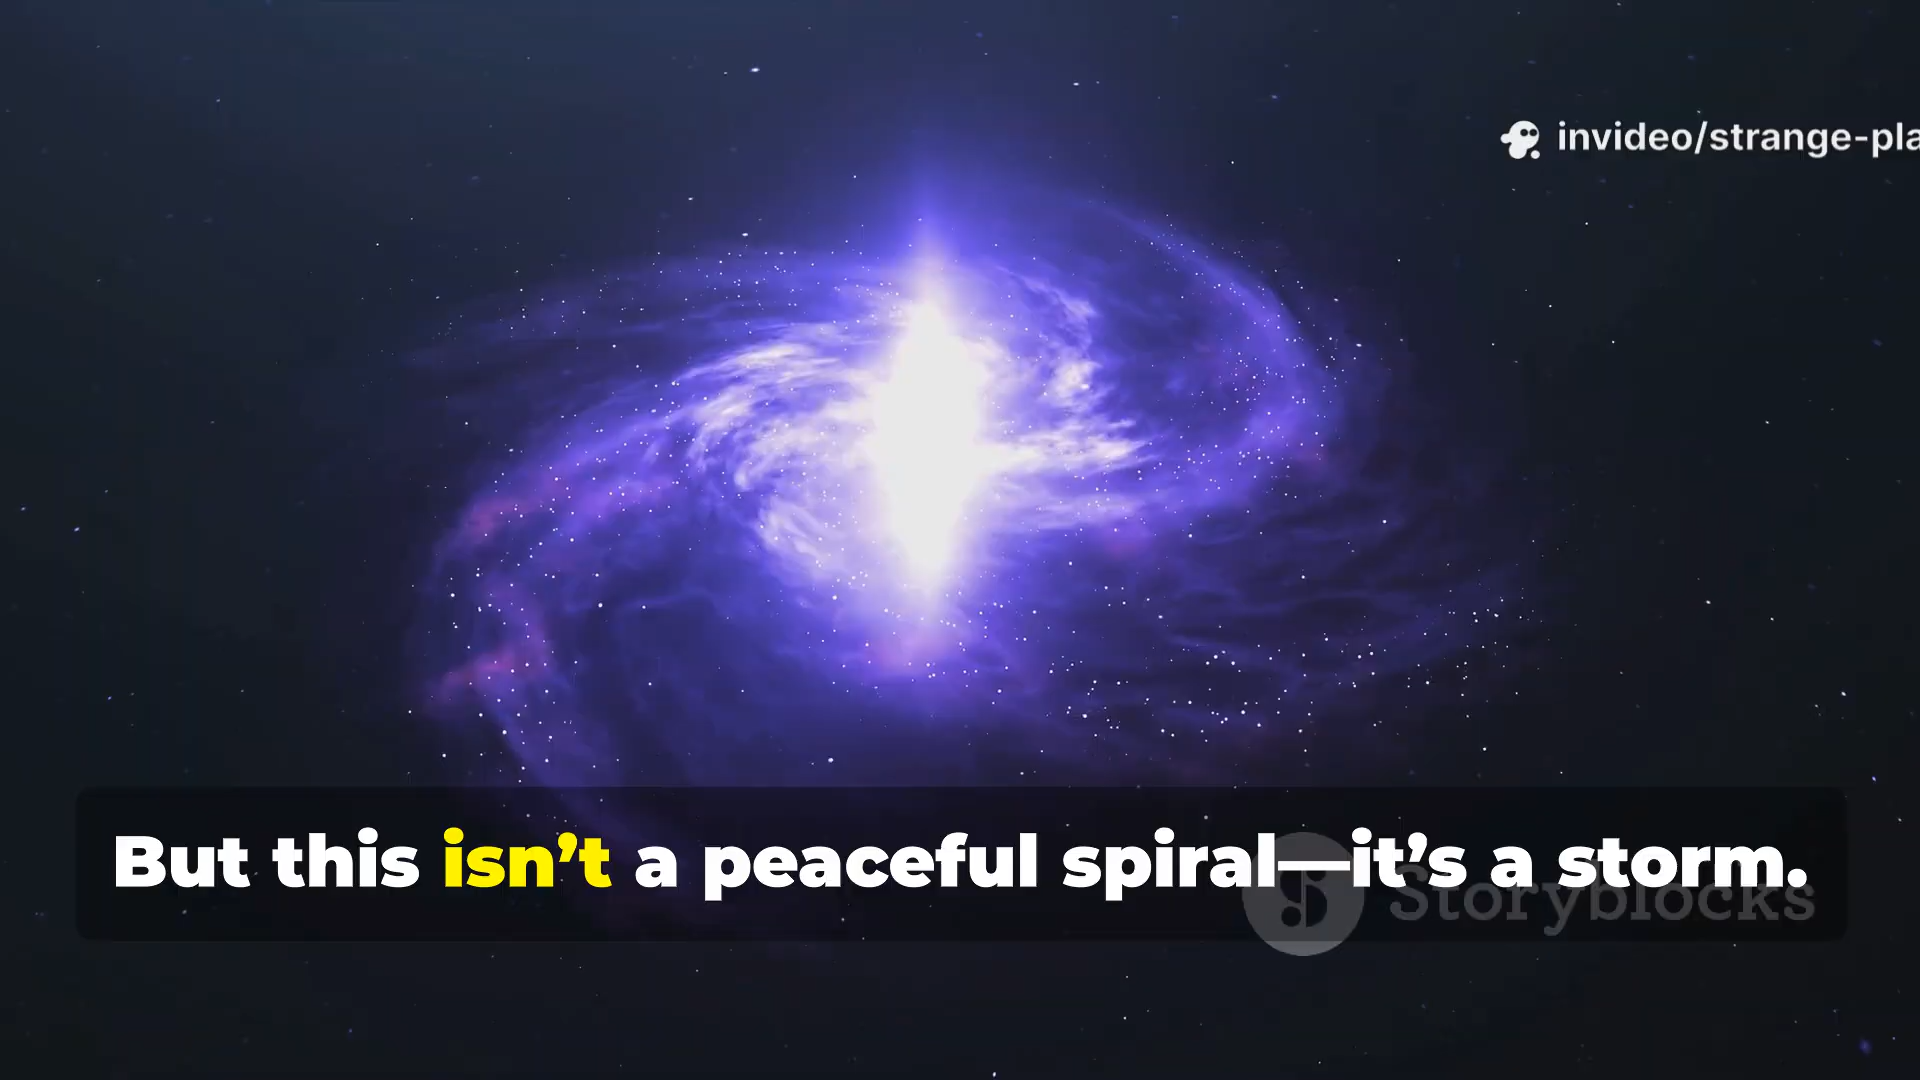 invideo/strange-pla
But this isn’t a peaceful spiral—it’s a storm.
Storyblocks